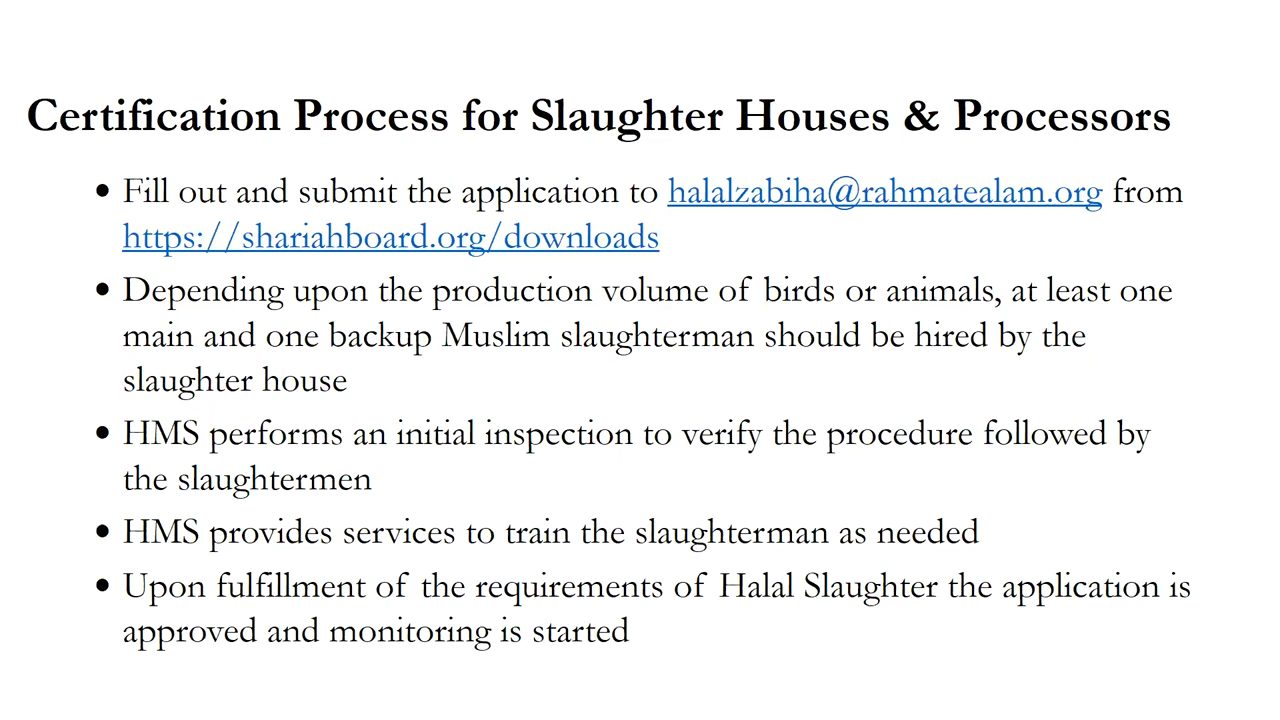 Certification Process for Slaughter Houses & Processors
• Fill out and submit the application to halalzabiha@rahmatealam.org from
https://shariahboard.org/downloads
• Depending upon the production volume of birds or animals, at least one
main and one backup Muslim slaughterman should be hired by the
slaughter house
• HMS performs an initial inspection to verify the procedure followed by
the slaughtermen
• HMS provides services to train the slaughterman as needed
• Upon fulfillment of the requirements of Halal Slaughter the application is
approved and monitoring is started